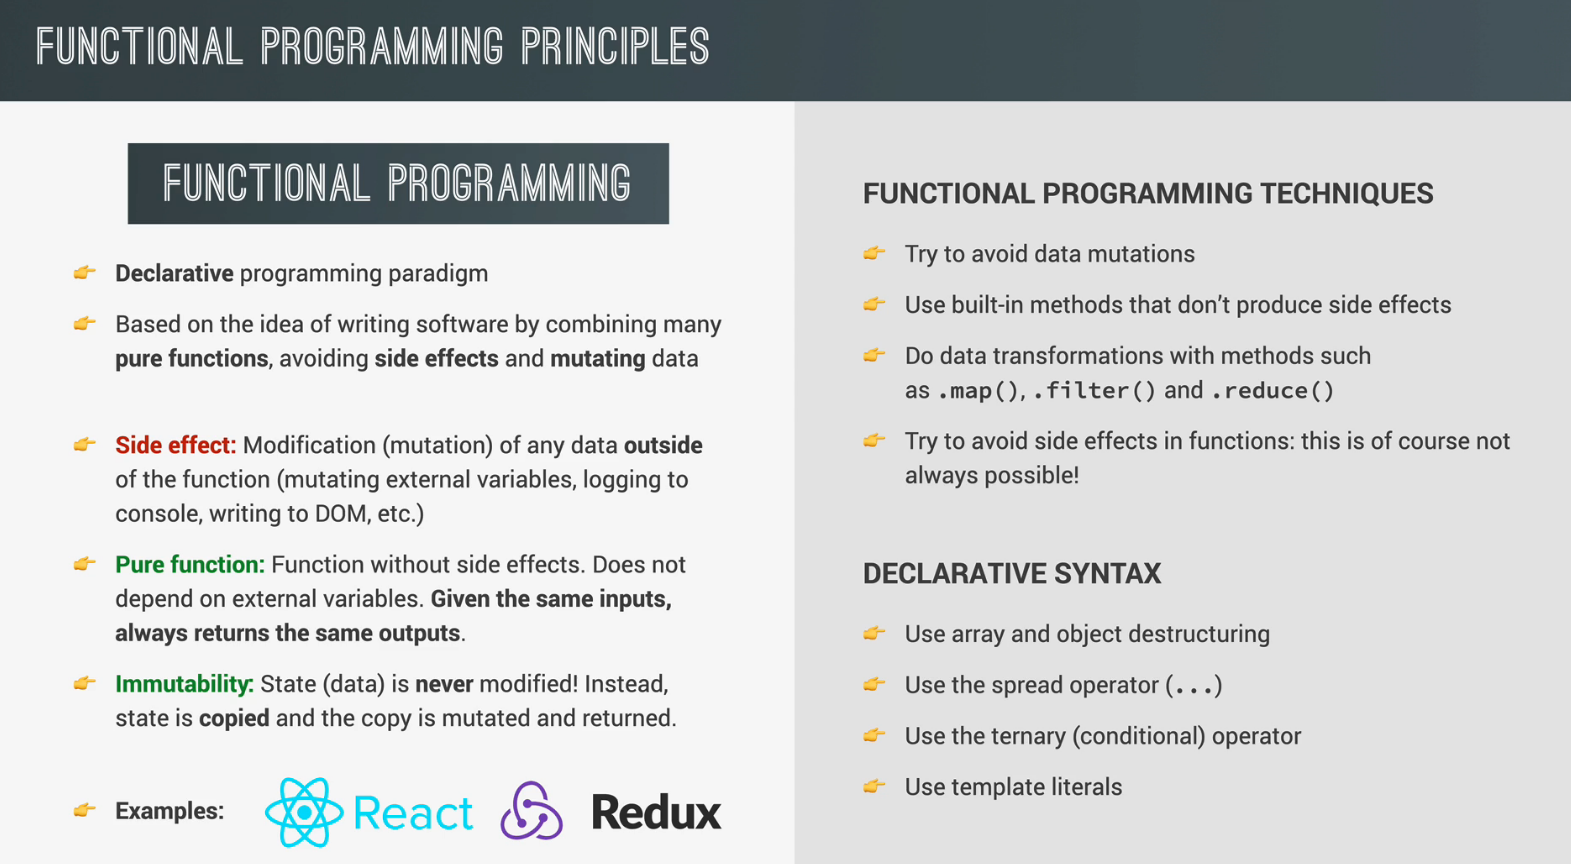 FUNCTIONAL PROGRAMMING PRINCIPLES
FUNCTIONAL PROGRAMMING
👉 Declarative programming paradigm
👉 Based on the idea of writing software by combining many
pure functions, avoiding side effects and mutating data
👉 Side effect: Modification (mutation) of any data outside
of the function (mutating external variables, logging to
console, writing to DOM, etc.)
👉 Pure function: Function without side effects. Does not
depend on external variables. Given the same inputs,
always returns the same outputs.
👉 Immutability: State (data) is never modified! Instead,
state is copied and the copy is mutated and returned.
👉 Examples: React Redux
FUNCTIONAL PROGRAMMING TECHNIQUES
👉 Try to avoid data mutations
👉 Use built-in methods that don’t produce side effects
👉 Do data transformations with methods such
as .map(), .filter() and .reduce()
👉 Try to avoid side effects in functions: this is of course not
always possible!
DECLARATIVE SYNTAX
👉 Use array and object destructuring
👉 Use the spread operator (...)
👉 Use the ternary (conditional) operator
👉 Use template literals